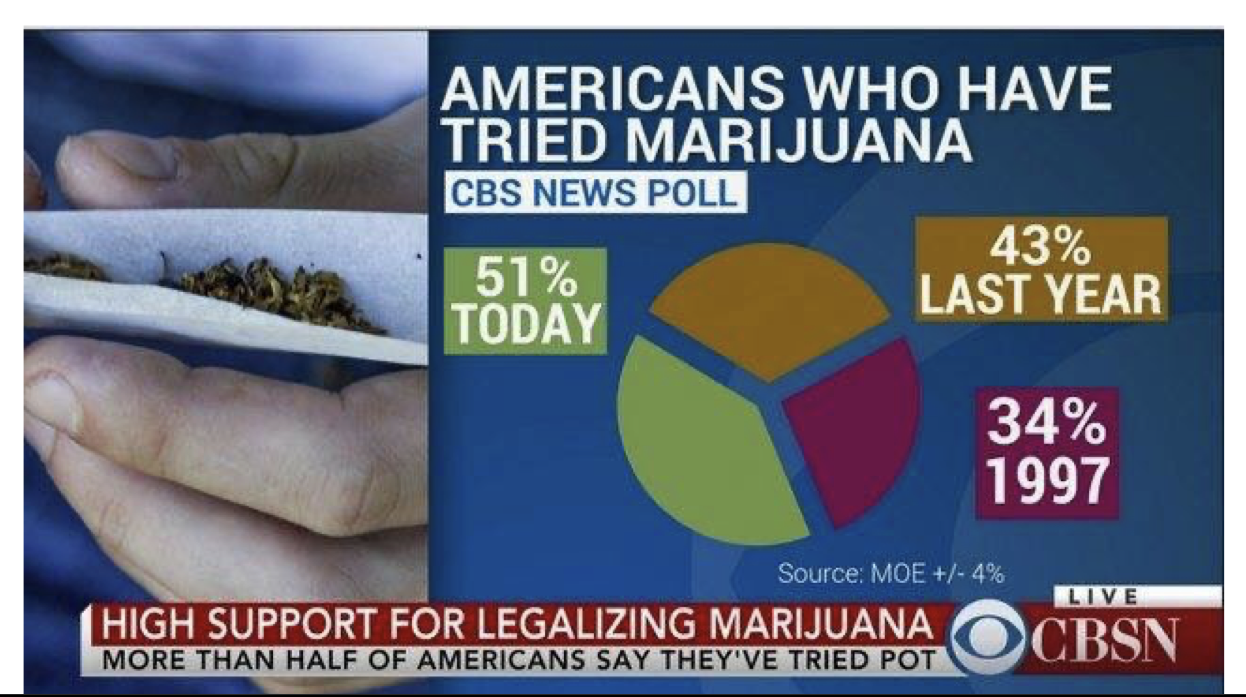 AMERICANS WHO HAVE
TRIED MARIJUANA
CBS NEWS POLL
51%
TODAY
43%
LAST YEAR
34%
1997
Source: MOE +/- 4%
LIVE
HIGH SUPPORT FOR LEGALIZING MARIJUANA
MORE THAN HALF OF AMERICANS SAY THEY'VE TRIED POT
CBSN